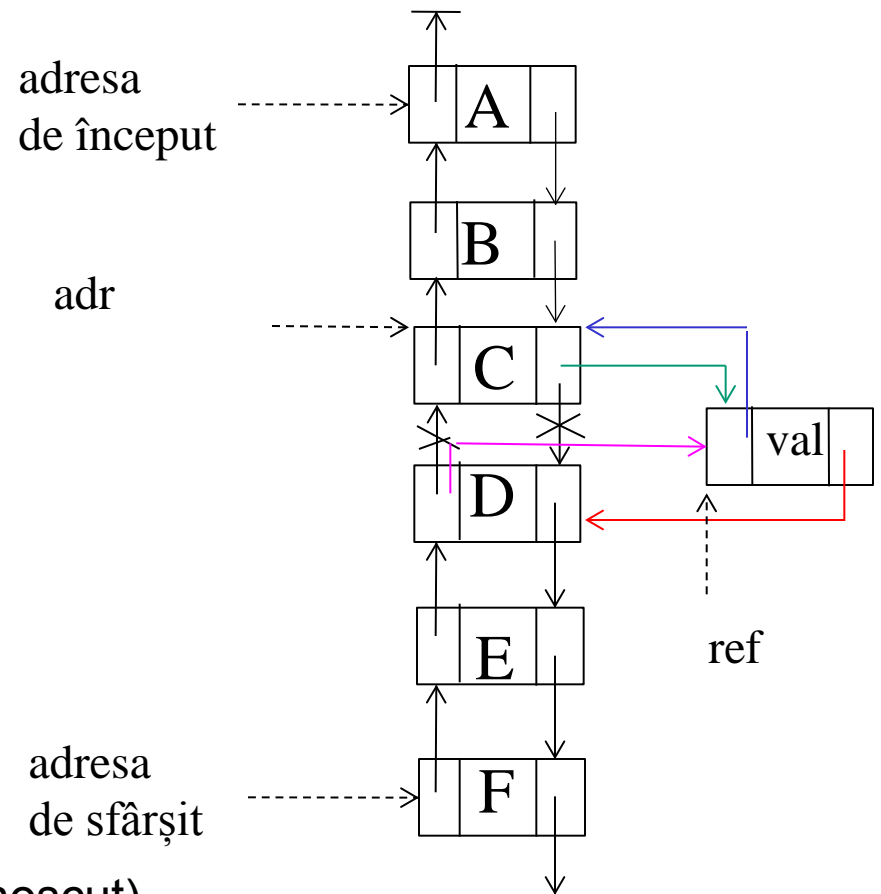 adresa
de început
A
B
adr
C
val
D
ref
E
adresa
de sfârșit
F